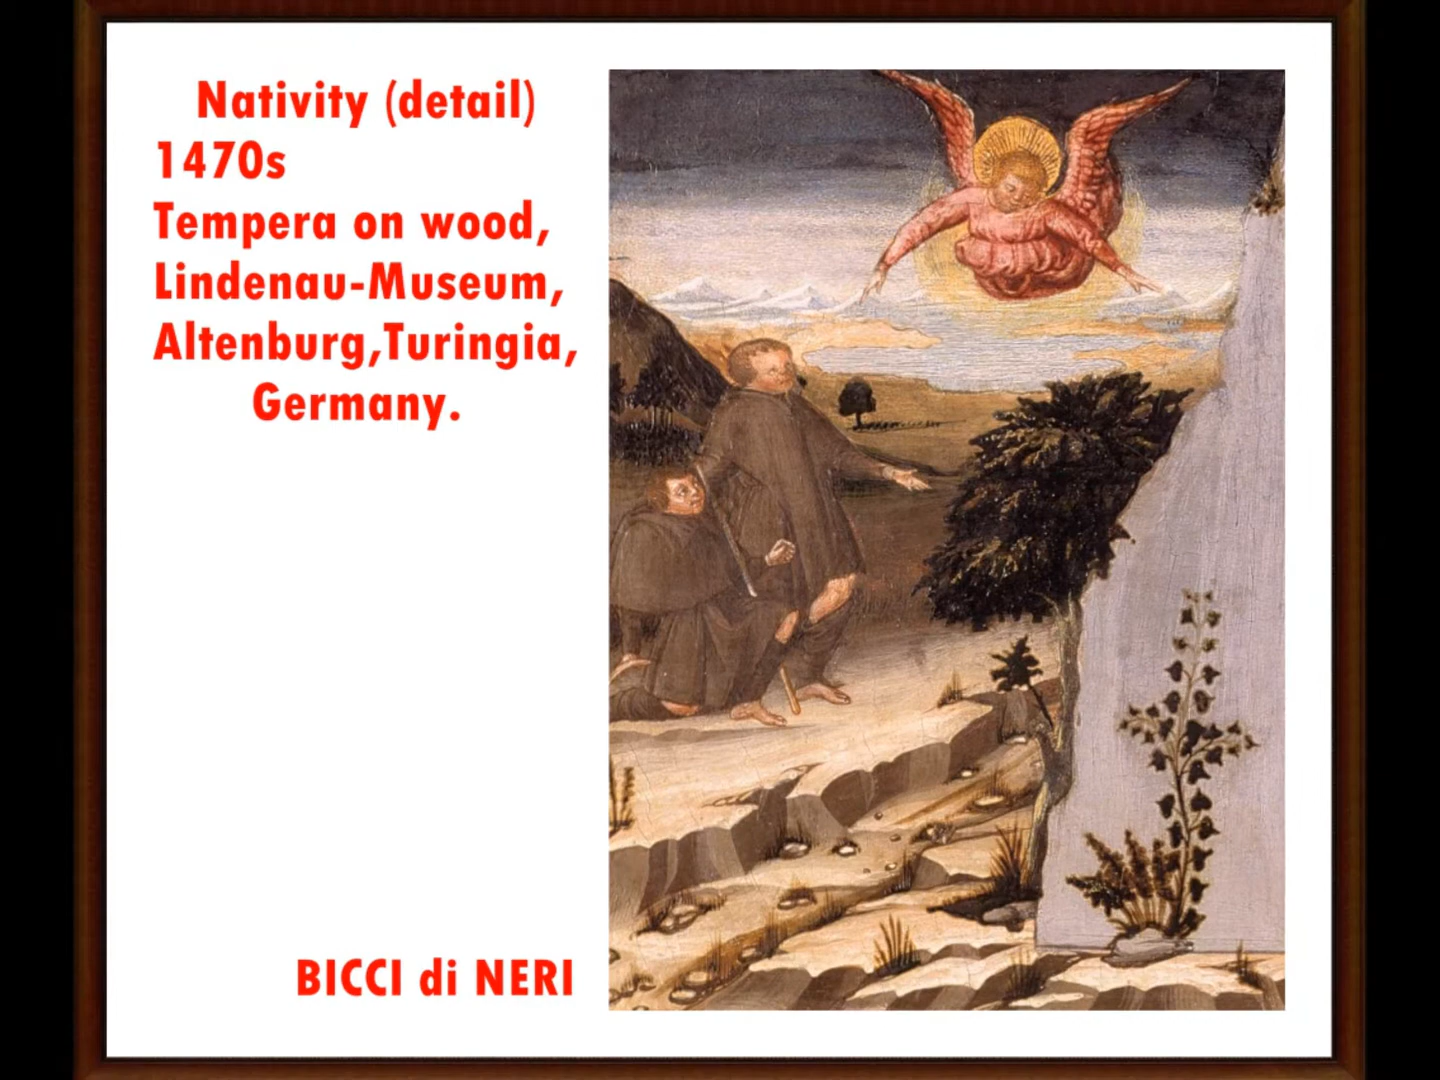 Nativity (detail)
1470s
Tempera on wood,
Lindenau-Museum,
Altenburg,Turingia,
Germany.
BICCI di NERI